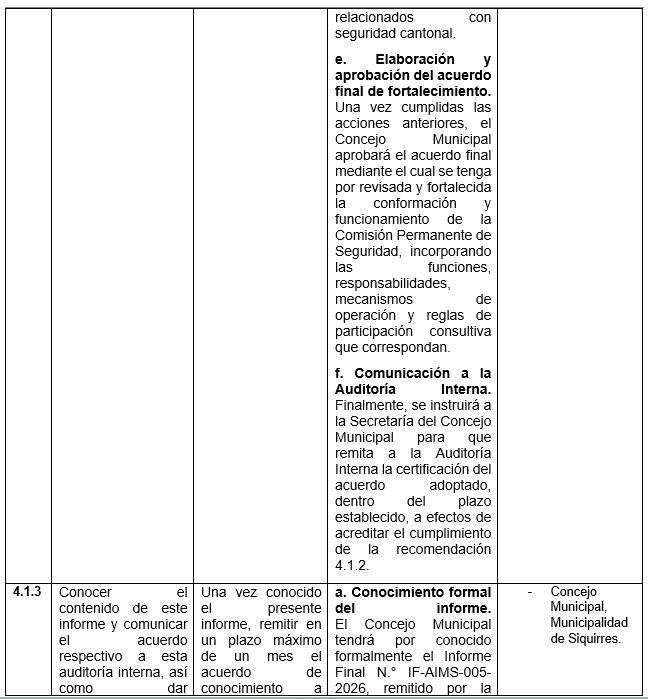 relacionados con
seguridad cantonal.
e. Elaboración y
aprobación del acuerdo
final de fortalecimiento.
Una vez cumplidas las
acciones anteriores, el
Concejo Municipal
aprobará el acuerdo final
mediante el cual se tenga
por revisada y fortalecida
la conformación y
funcionamiento de la
Comisión Permanente de
Seguridad, incorporando
las funciones,
responsabilidades,
mecanismos de
operación y reglas de
participación consultiva
que correspondan.
f. Comunicación a la
Auditoría Interna.
Finalmente, se instruirá a
la Secretaría del Concejo
Municipal para que
remita a la Auditoría
Interna la certificación del
acuerdo adoptado,
dentro del plazo
establecido, a efectos de
acreditar el cumplimiento
de la recomendación
4.1.2.
4.1.3
Conocer el
contenido de este
informe y comunicar
el acuerdo
respectivo a esta
auditoría interna, así
como dar
Una vez conocido
el presente
informe, remitir en
un plazo máximo
de un mes el
acuerdo de
conocimiento a
a. Conocimiento formal
del informe.
El Concejo Municipal
tendrá por conocido
formalmente el Informe
Final N.° IF-AIMS-005-
2026, remitido por la
- Concejo
Municipal,
Municipalidad
de Siquirres.